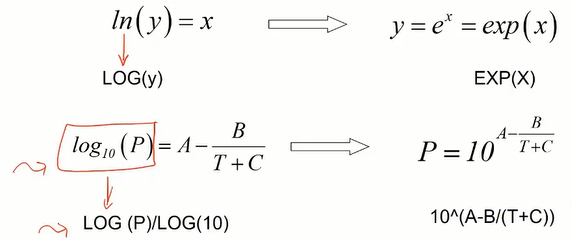 ln(y) = x ⟹ y = e^x = exp(x)
LOG(y) EXP(X)
log₁₀(P) = A − B/(T + C) ⟹ P = 10^(A − B/(T + C))
LOG (P)/LOG(10) 10^(A-B/(T+C))